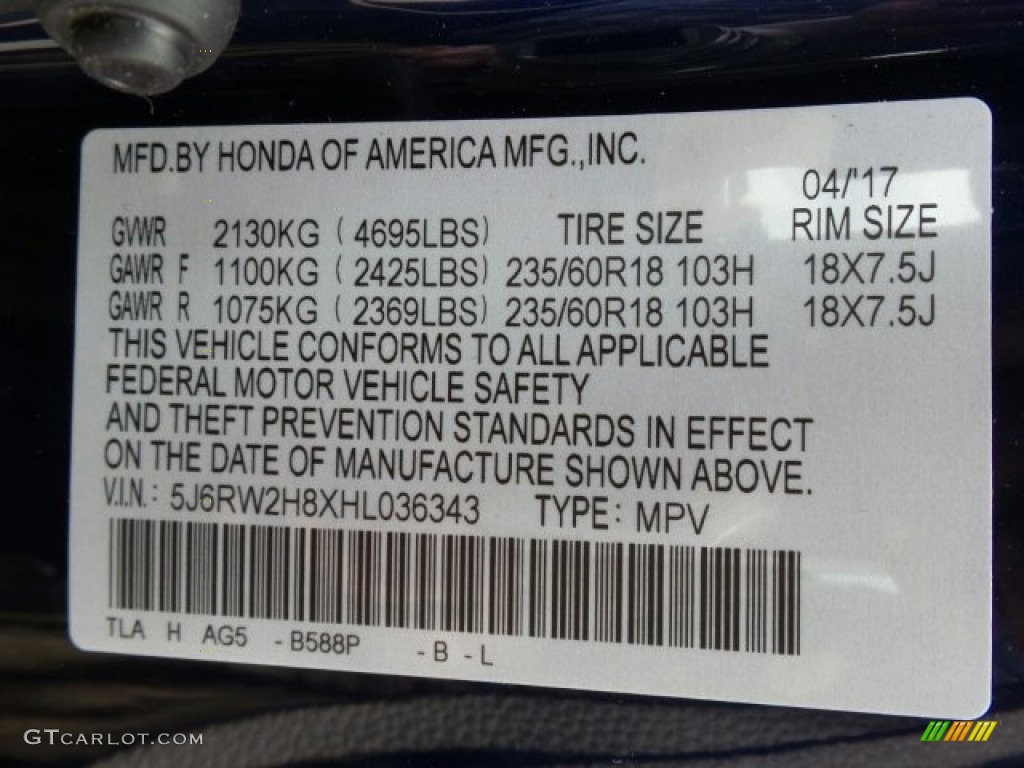 MFD.BY HONDA OF AMERICA MFG.,INC.
04/'17
GVWR 2130KG ( 4695LBS) TIRE SIZE RIM SIZE
GAWR F 1100KG ( 2425LBS) 235/60R18 103H 18X7.5J
GAWR R 1075KG ( 2369LBS) 235/60R18 103H 18X7.5J
THIS VEHICLE CONFORMS TO ALL APPLICABLE
FEDERAL MOTOR VEHICLE SAFETY
AND THEFT PREVENTION STANDARDS IN EFFECT
ON THE DATE OF MANUFACTURE SHOWN ABOVE.
V.I.N.: 5J6RW2H8XHL036343 TYPE: MPV
TLA H AG5 -B588P -B -L
GTCARLOT.COM